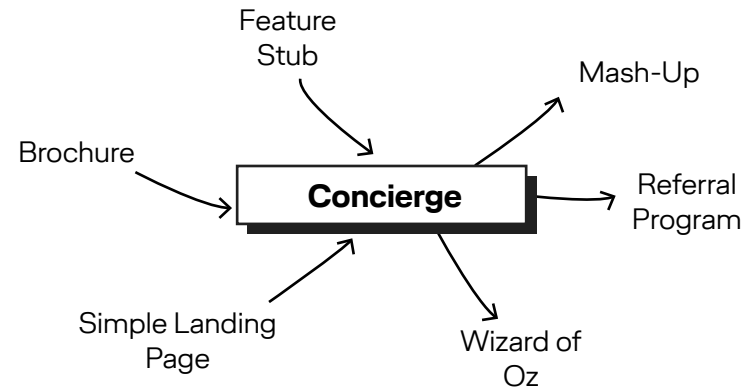 Feature
Stub
Mash-Up
Brochure
Concierge
Referral
Program
Simple Landing
Page
Wizard of
Oz